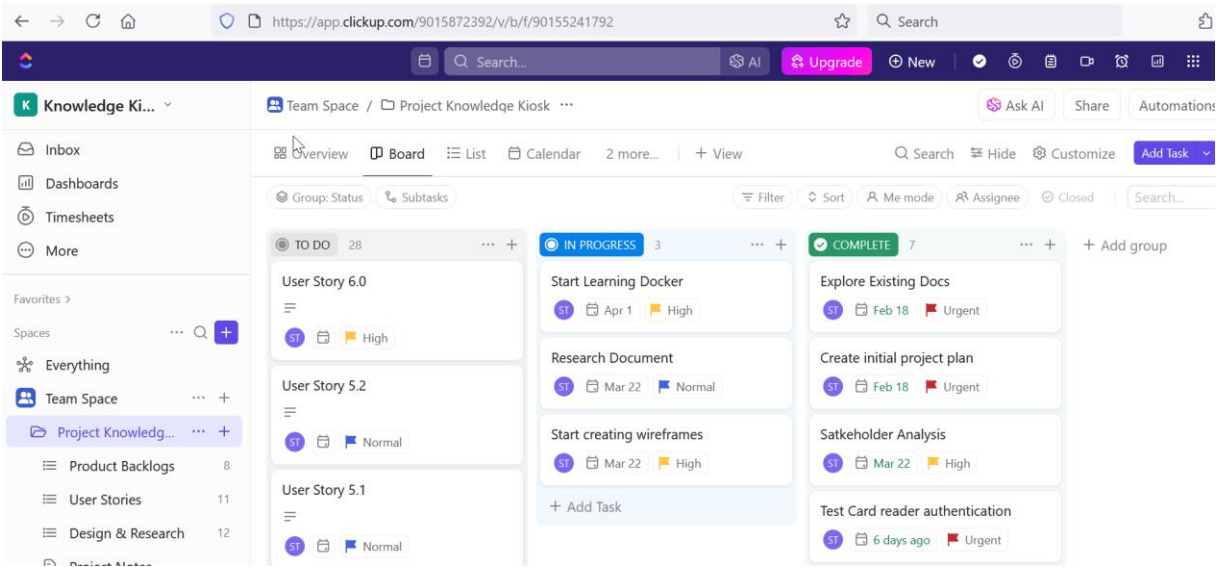 https://app.clickup.com/9015872392/v/b/f/90155241792
Search
Search...
AI
Upgrade
New
K Knowledge Ki...
Inbox
Dashboards
Timesheets
More
Favorites
Spaces
Everything
Team Space
Project Knowledg...
Product Backlogs 8
User Stories 11
Design & Research 12
Project Notes
Team Space / Project Knowledge Kiosk
Ask AI
Share
Automations
Overview
Board
List
Calendar
2 more...
+ View
Search
Hide
Customize
Add Task
Group: Status
Subtasks
Filter
Sort
Me mode
Assignee
Closed
Search...
TO DO 28
User Story 6.0
ST High
User Story 5.2
ST Normal
User Story 5.1
ST Normal
IN PROGRESS 3
Start Learning Docker
ST Apr 1 High
Research Document
ST Mar 22 Normal
Start creating wireframes
ST Mar 22 High
+ Add Task
COMPLETE 7
Explore Existing Docs
ST Feb 18 Urgent
Create initial project plan
ST Feb 18 Urgent
Satkeholder Analysis
ST Mar 22 High
Test Card reader authentication
ST 6 days ago Urgent
+ Add group